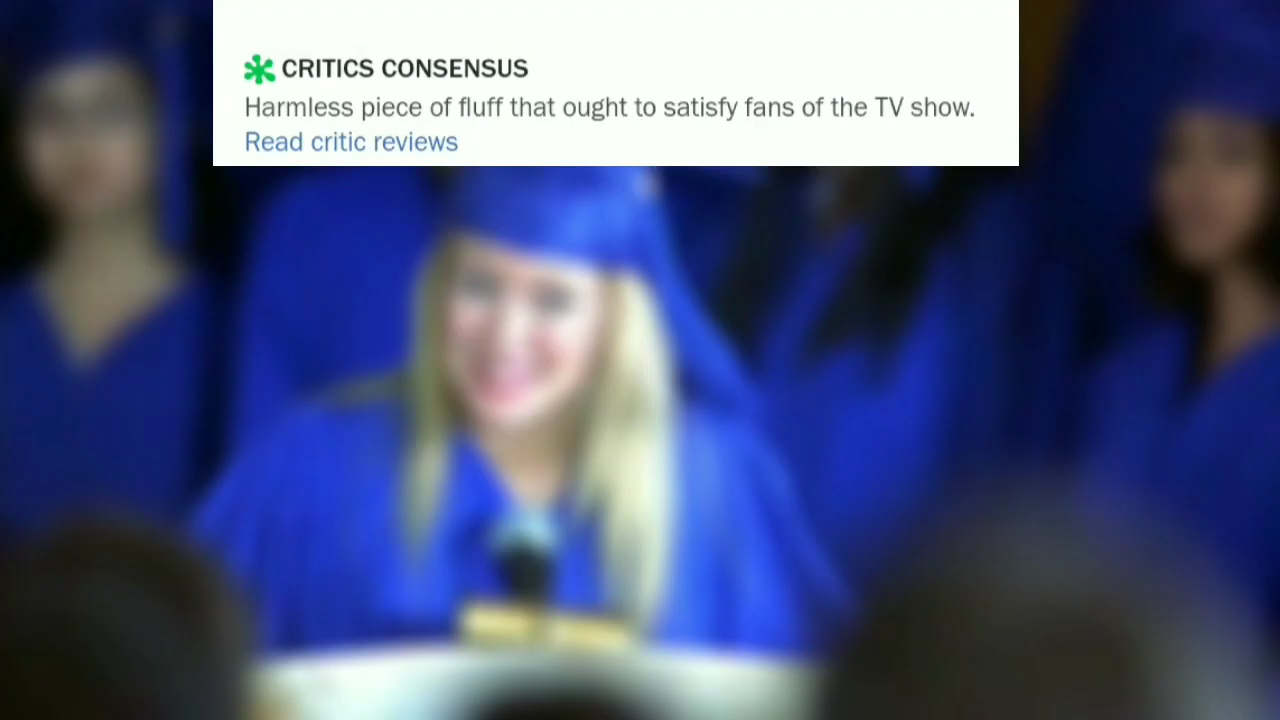 CRITICS CONSENSUS
Harmless piece of fluff that ought to satisfy fans of the TV show.
Read critic reviews